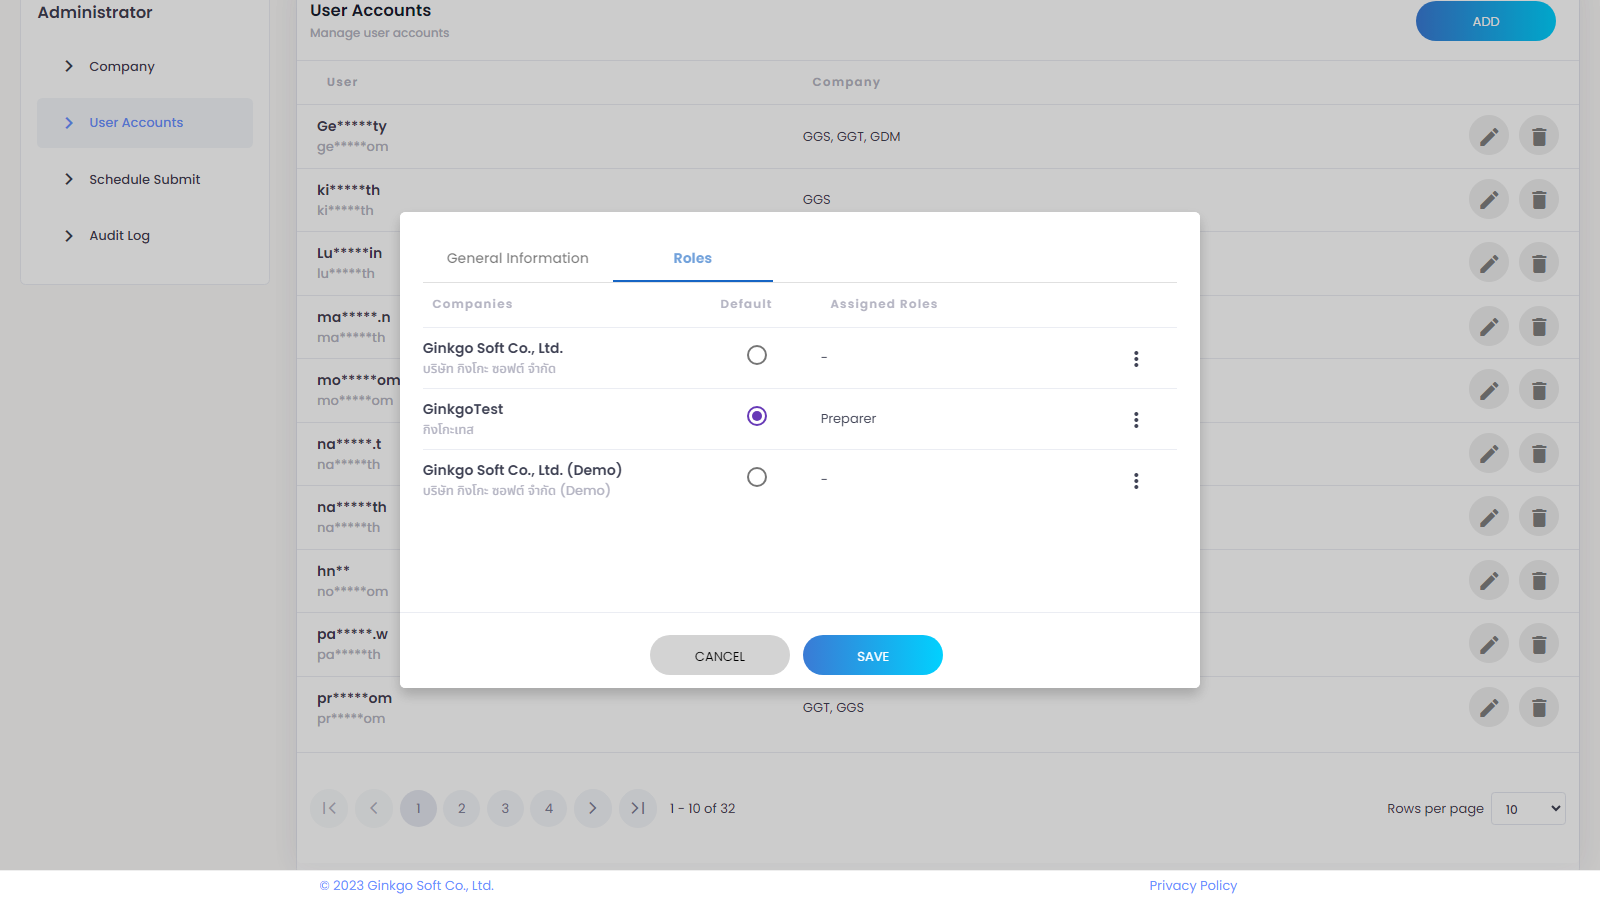 Administrator
Company
User Accounts
Schedule Submit
Audit Log
User Accounts
Manage user accounts
ADD
User Company
Ge*****ty
ge*****om
GGS, GGT, GDM
ki*****th
ki*****th
GGS
Lu*****in
lu*****th
ma*****.n
ma*****th
mo*****om
mo*****om
na*****.t
na*****th
na*****th
na*****th
hn**
no*****om
pa*****.w
pa*****th
pr*****om
pr*****om
GGT, GGS
General Information Roles
Companies Default Assigned Roles
Ginkgo Soft Co., Ltd.
บริษัท กิงโกะ ซอฟต์ จำกัด
-
GinkgoTest
กิงโกะเทส
Preparer
Ginkgo Soft Co., Ltd. (Demo)
บริษัท กิงโกะ ซอฟต์ จำกัด (Demo)
-
CANCEL SAVE
1 2 3 4 1 - 10 of 32
Rows per page 10
© 2023 Ginkgo Soft Co., Ltd.
Privacy Policy